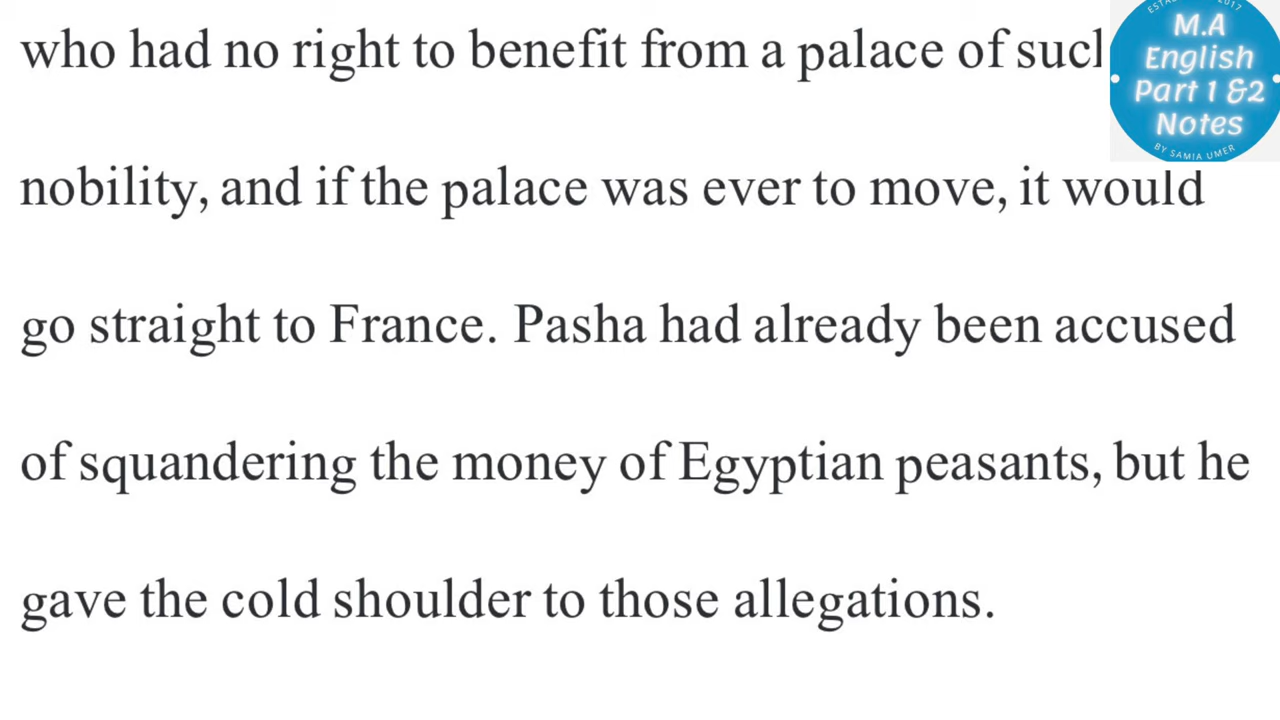 who had no right to benefit from a palace of such
nobility, and if the palace was ever to move, it would
go straight to France. Pasha had already been accused
of squandering the money of Egyptian peasants, but he
gave the cold shoulder to those allegations.
M.A
English
Part 1 &2
Notes
BY SAMIA UMER